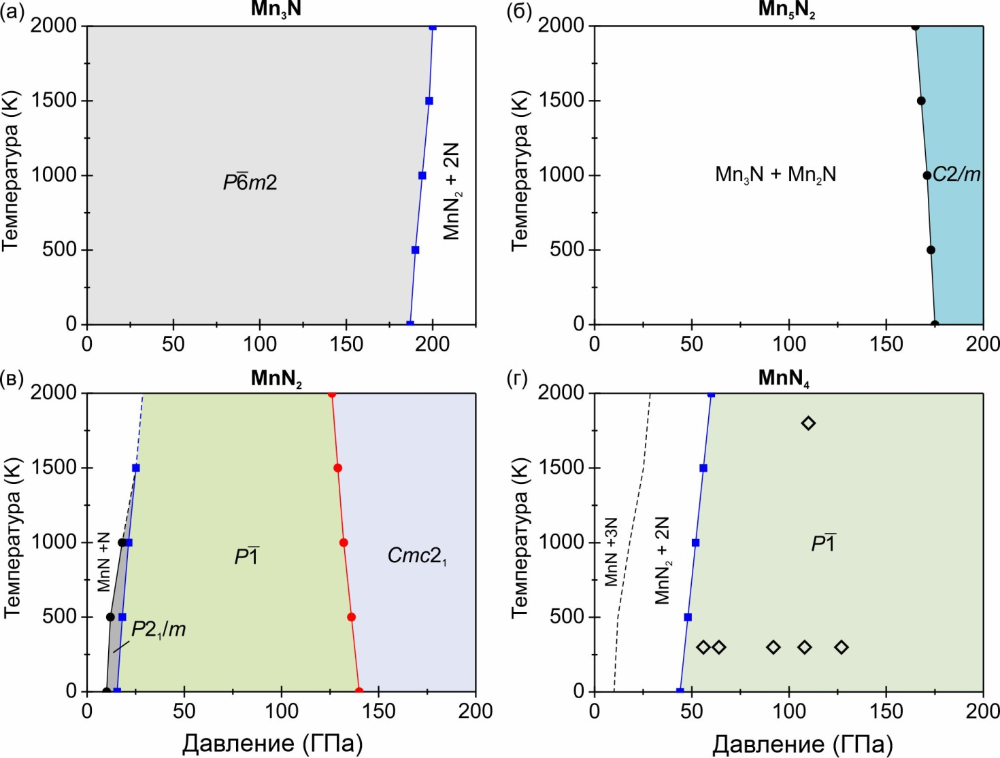 (а)
Mn₃N
2000
1500
1000
500
0
Температура (К)
P6̅m2
MnN₂ + 2N
0 50 100 150 200
(б)
Mn₅N₂
2000
1500
1000
500
0
Температура (К)
Mn₃N + Mn₂N
C2/m
0 50 100 150 200
(в)
MnN₂
2000
1500
1000
500
0
Температура (К)
MnN +N
P2₁/m
P1̅
Cmc2₁
0 50 100 150 200
Давление (ГПа)
(г)
MnN₄
2000
1500
1000
500
0
Температура (К)
MnN +3N
MnN₂ + 2N
P1̅
0 50 100 150 200
Давление (ГПа)